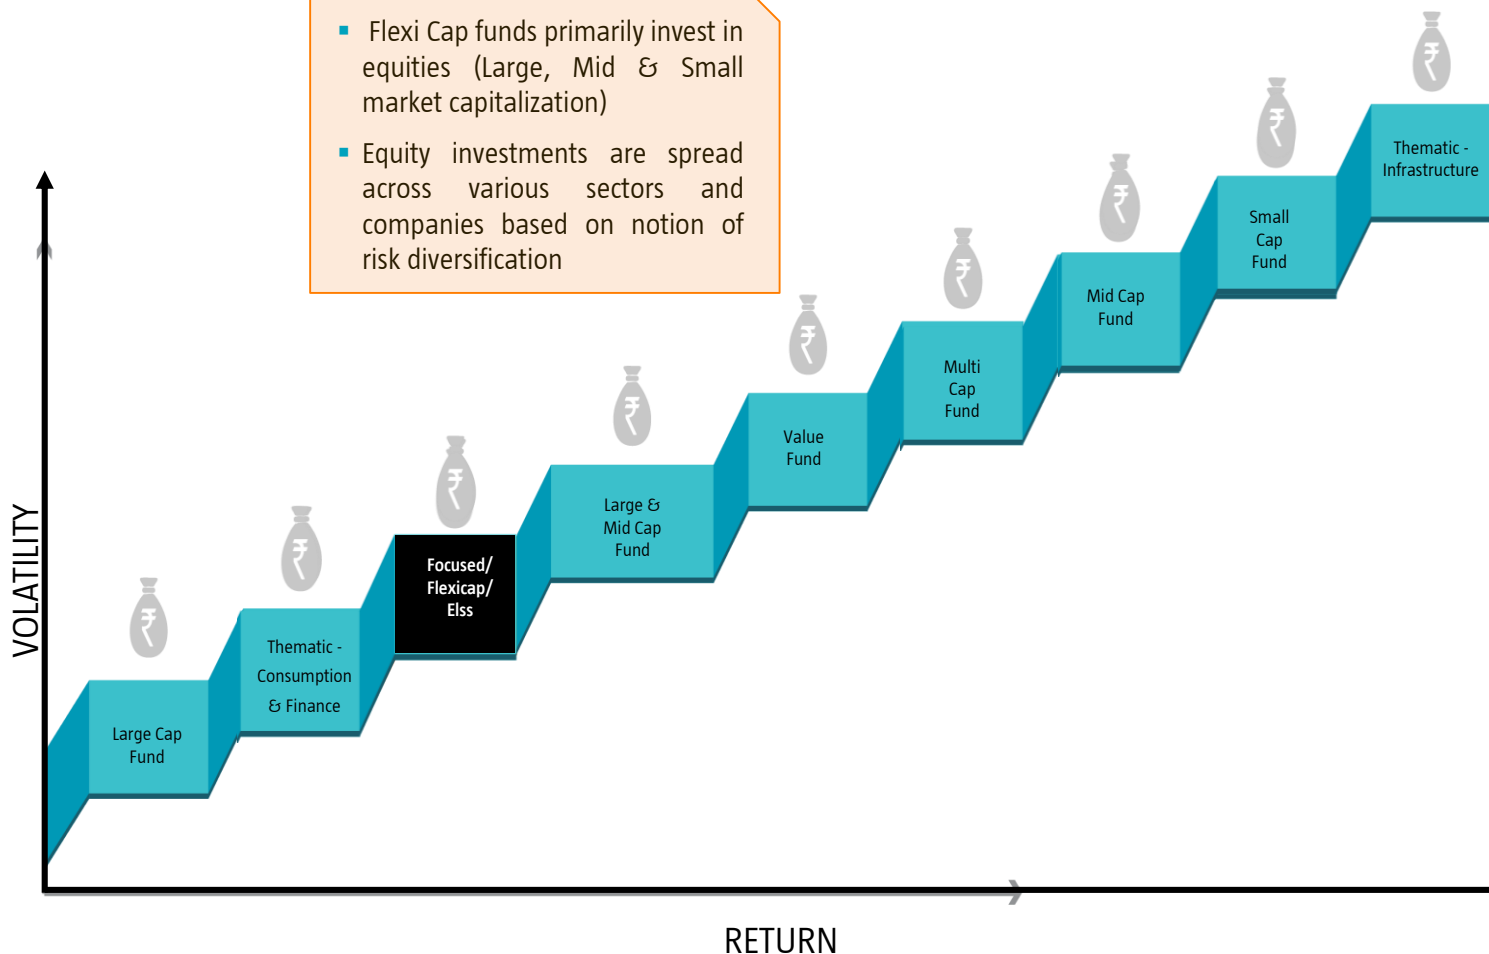 ▪ Flexi Cap funds primarily invest in
equities (Large, Mid & Small
market capitalization)
▪ Equity investments are spread
across various sectors and
companies based on notion of
risk diversification
₹
Thematic -
Infrastructure
₹
Small
Cap
Fund
₹
Mid Cap
Fund
₹
Multi
Cap
Fund
₹
Value
Fund
₹
Large &
Mid Cap
Fund
₹
Focused/
Flexicap/
Elss
₹
Thematic -
Consumption
& Finance
₹
Large Cap
Fund
VOLATILITY
RETURN